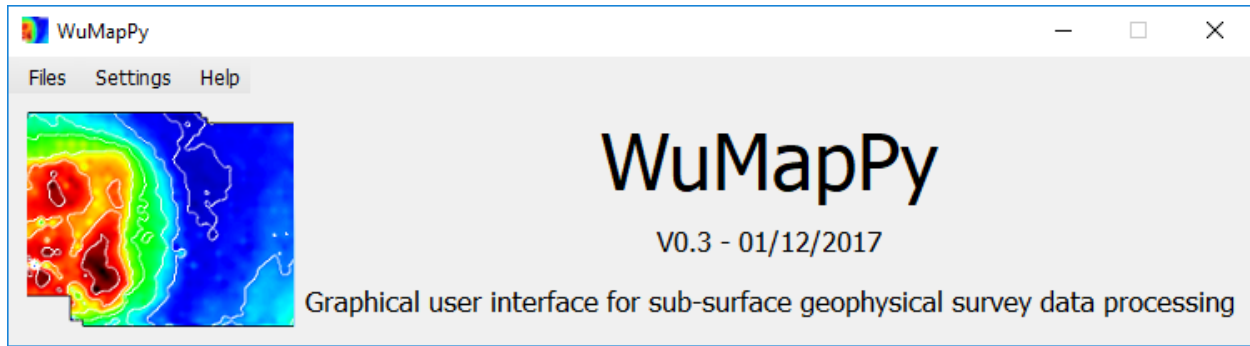 WuMapPy
Files Settings Help
WuMapPy
V0.3 - 01/12/2017
Graphical user interface for sub-surface geophysical survey data processing